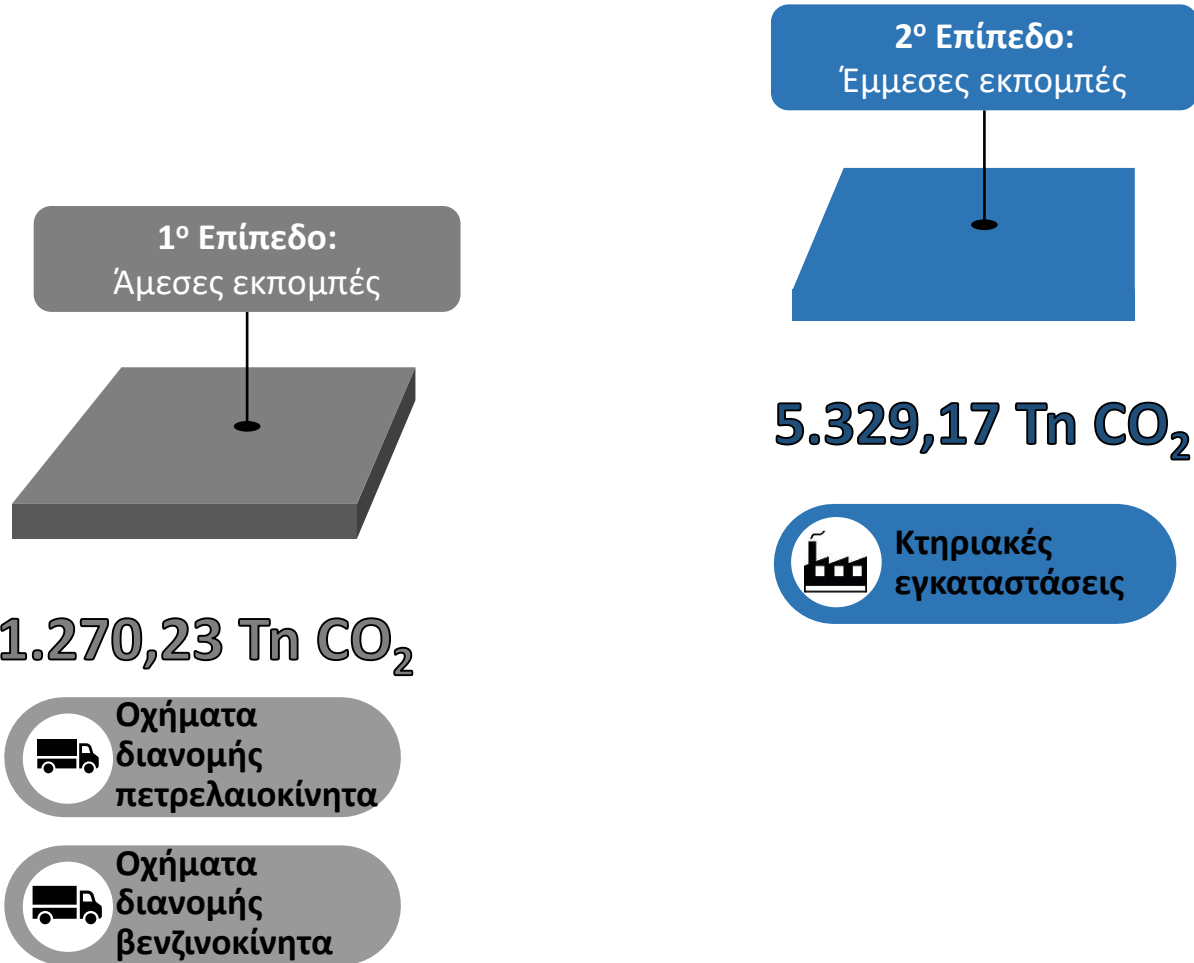 1ο Επίπεδο:
Άμεσες εκπομπές
1.270,23 Tn CO2
Οχήματα
διανομής
πετρελαιοκίνητα
Οχήματα
διανομής
βενζινοκίνητα
2ο Επίπεδο:
Έμμεσες εκπομπές
5.329,17 Tn CO2
Κτηριακές
εγκαταστάσεις